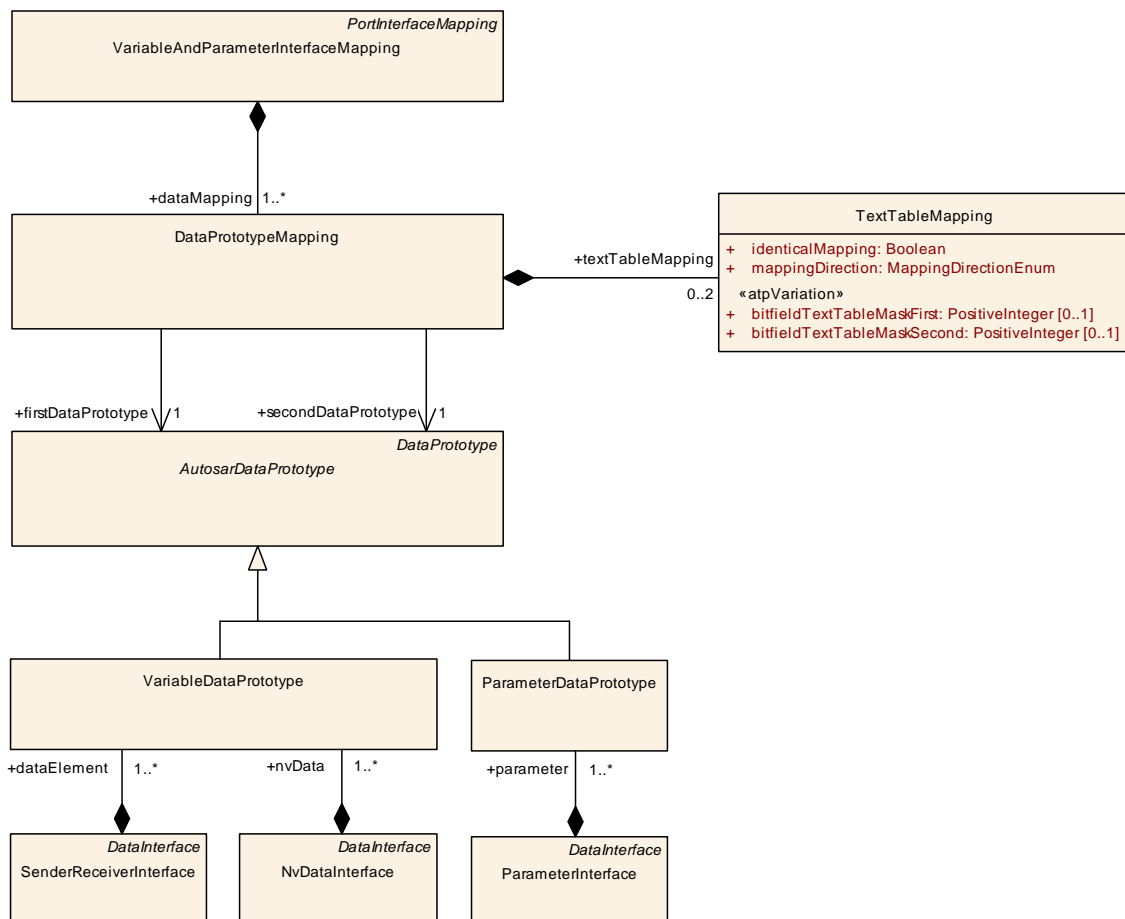 PortInterfaceMapping
VariableAndParameterInterfaceMapping
+dataMapping 1..*
DataPrototypeMapping
+textTableMapping
0..2
TextTableMapping
+ identicalMapping: Boolean
+ mappingDirection: MappingDirectionEnum
«atpVariation»
+ bitfieldTextTableMaskFirst: PositiveInteger [0..1]
+ bitfieldTextTableMaskSecond: PositiveInteger [0..1]
+firstDataPrototype 1
+secondDataPrototype 1
DataPrototype
AutosarDataPrototype
VariableDataPrototype
ParameterDataPrototype
+dataElement 1..*
+nvData 1..*
+parameter 1..*
DataInterface
SenderReceiverInterface
DataInterface
NvDataInterface
DataInterface
ParameterInterface